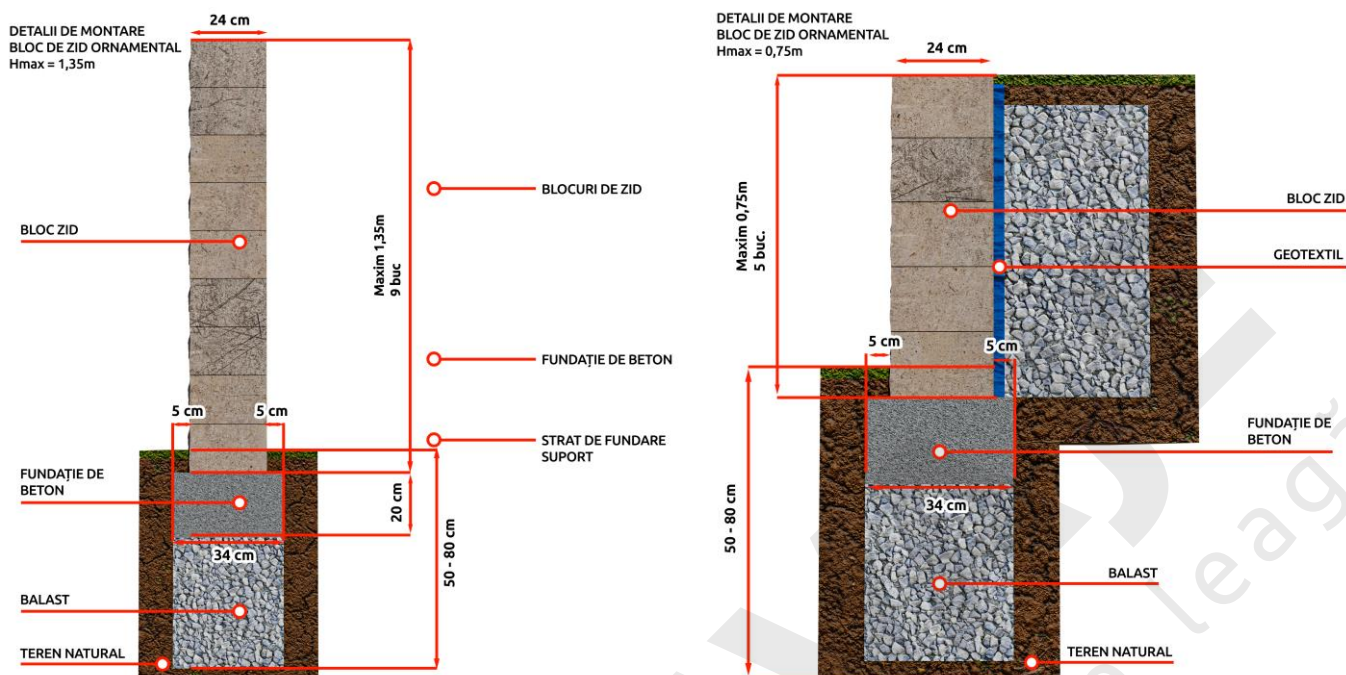 DETALII DE MONTARE
BLOC DE ZID ORNAMENTAL
Hmax = 1,35m
24 cm
BLOC ZID
Maxim 1,35m
9 buc
BLOCURI DE ZID
FUNDAȚIE DE BETON
STRAT DE FUNDARE
SUPORT
5 cm
5 cm
FUNDAȚIE DE
BETON
20 cm
34 cm
50 - 80 cm
BALAST
TEREN NATURAL
DETALII DE MONTARE
BLOC DE ZID ORNAMENTAL
Hmax = 0,75m
24 cm
Maxim 0,75m
5 buc.
BLOC ZID
GEOTEXTIL
5 cm
5 cm
FUNDAȚIE DE
BETON
34 cm
50 - 80 cm
BALAST
TEREN NATURAL
leagă